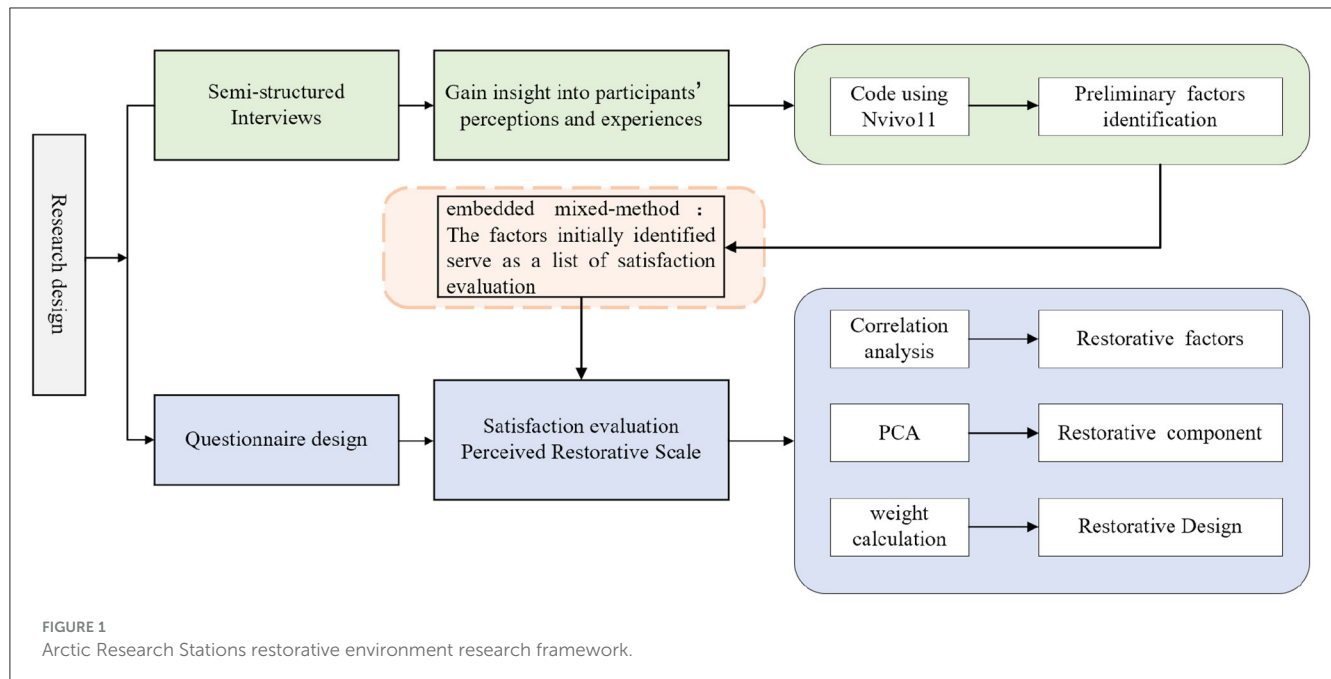 Research design
Semi-structured
Interviews
Gain insight into participants’
perceptions and experiences
Code using
Nvivo11
Preliminary factors
identification
embedded mixed-method：
The factors initially identified
serve as a list of satisfaction
evaluation
Questionnaire design
Satisfaction evaluation
Perceived Restorative Scale
Correlation
analysis
Restorative factors
PCA
Restorative component
weight
calculation
Restorative Design
FIGURE 1
Arctic Research Stations restorative environment research framework.